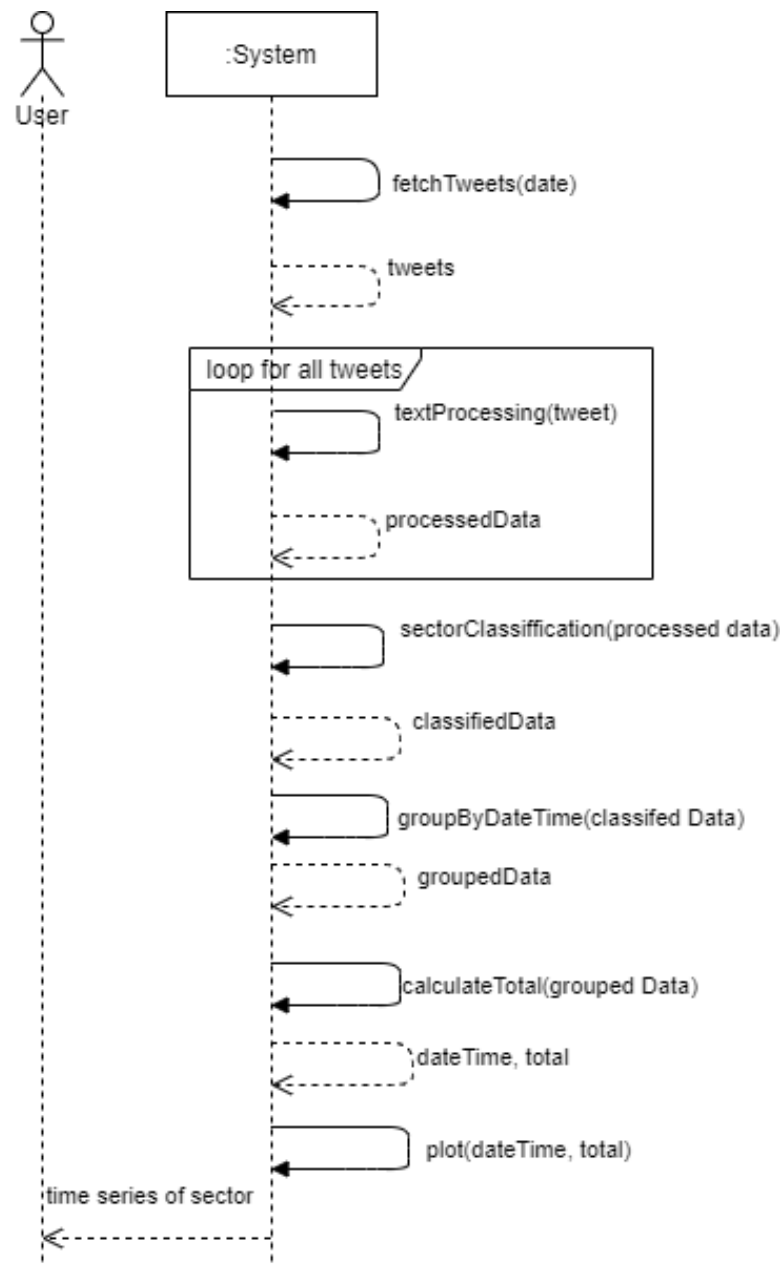 :System
User
fetchTweets(date)
tweets
loop for all tweets
textProcessing(tweet)
processedData
sectorClassiffication(processed data)
classifiedData
groupByDateTime(classifed Data)
groupedData
calculateTotal(grouped Data)
dateTime, total
plot(dateTime, total)
time series of sector